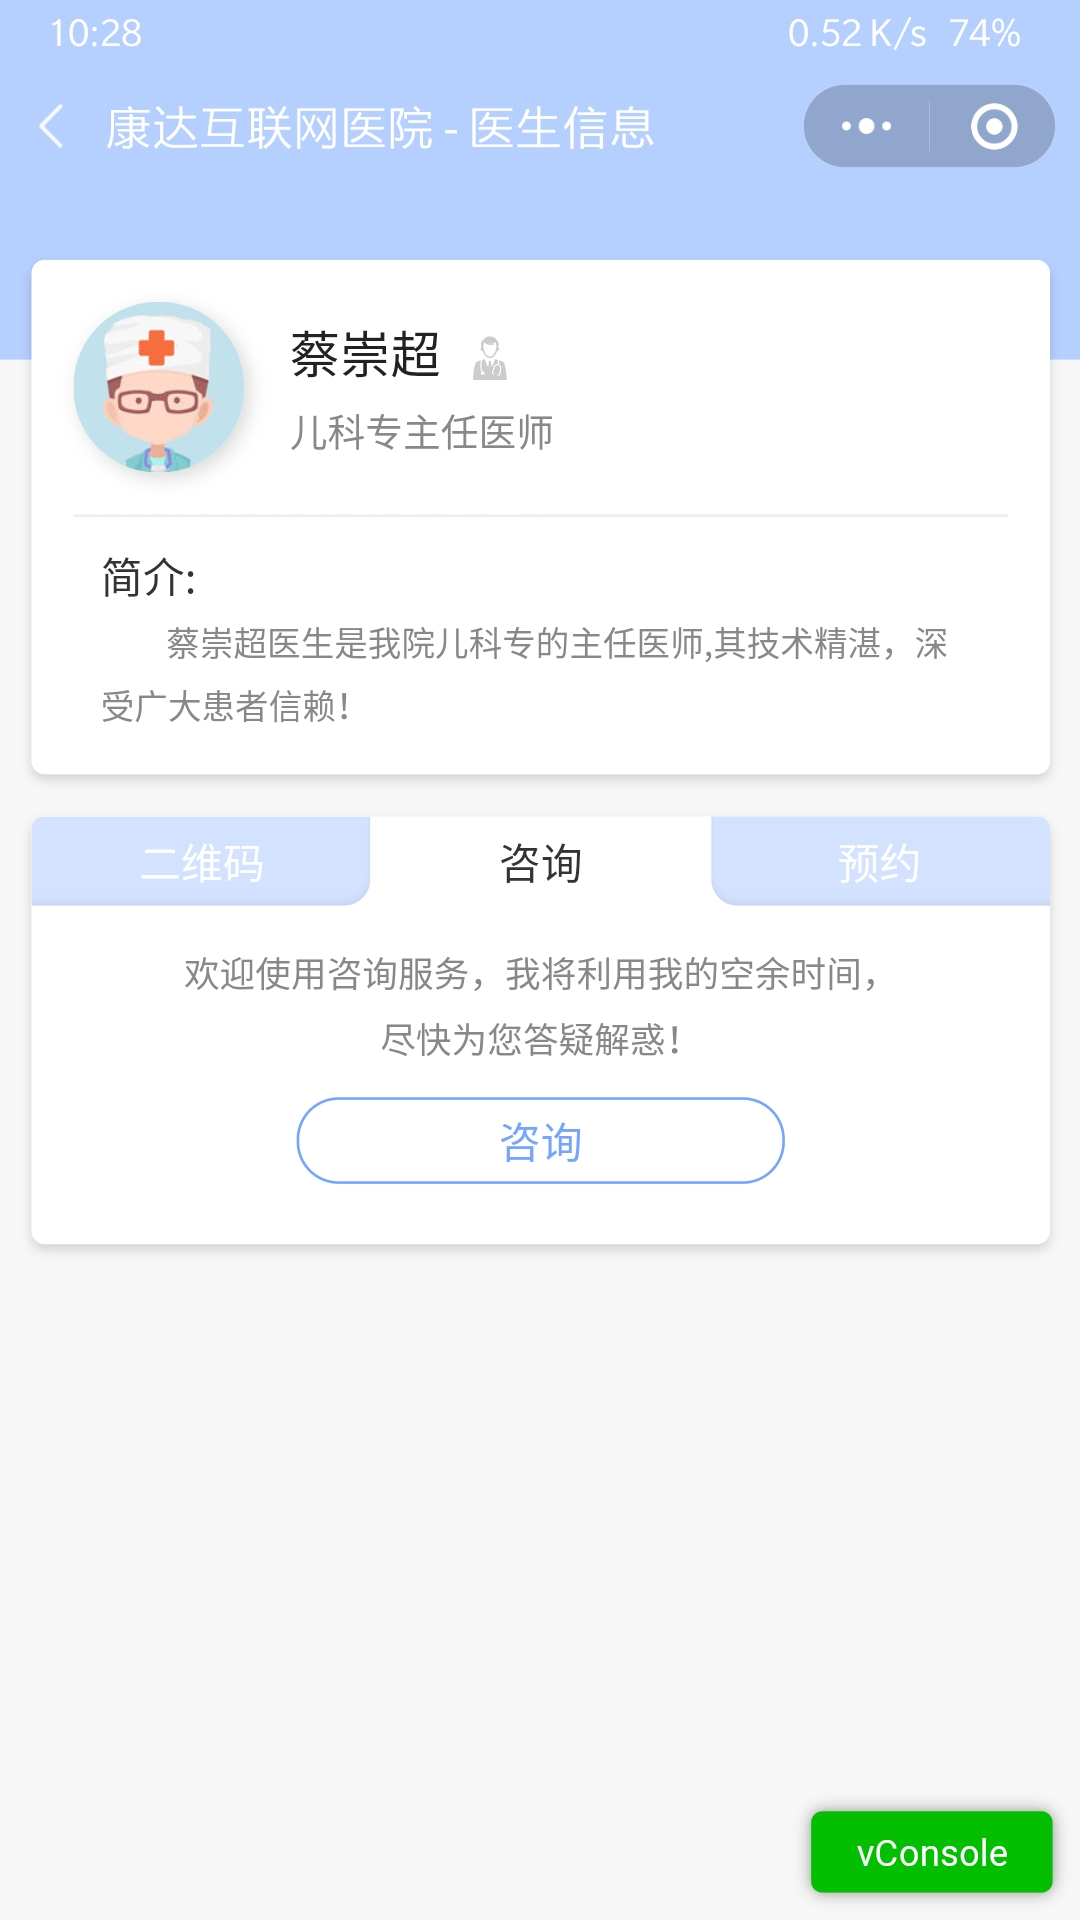 10:28 0.52 K/s 74%
康达互联网医院 - 医生信息
蔡崇超
儿科专主任医师
简介:
蔡崇超医生是我院儿科专的主任医师,其技术精湛，深
受广大患者信赖！
二维码 咨询 预约
欢迎使用咨询服务，我将利用我的空余时间，
尽快为您答疑解惑！
咨询
vConsole